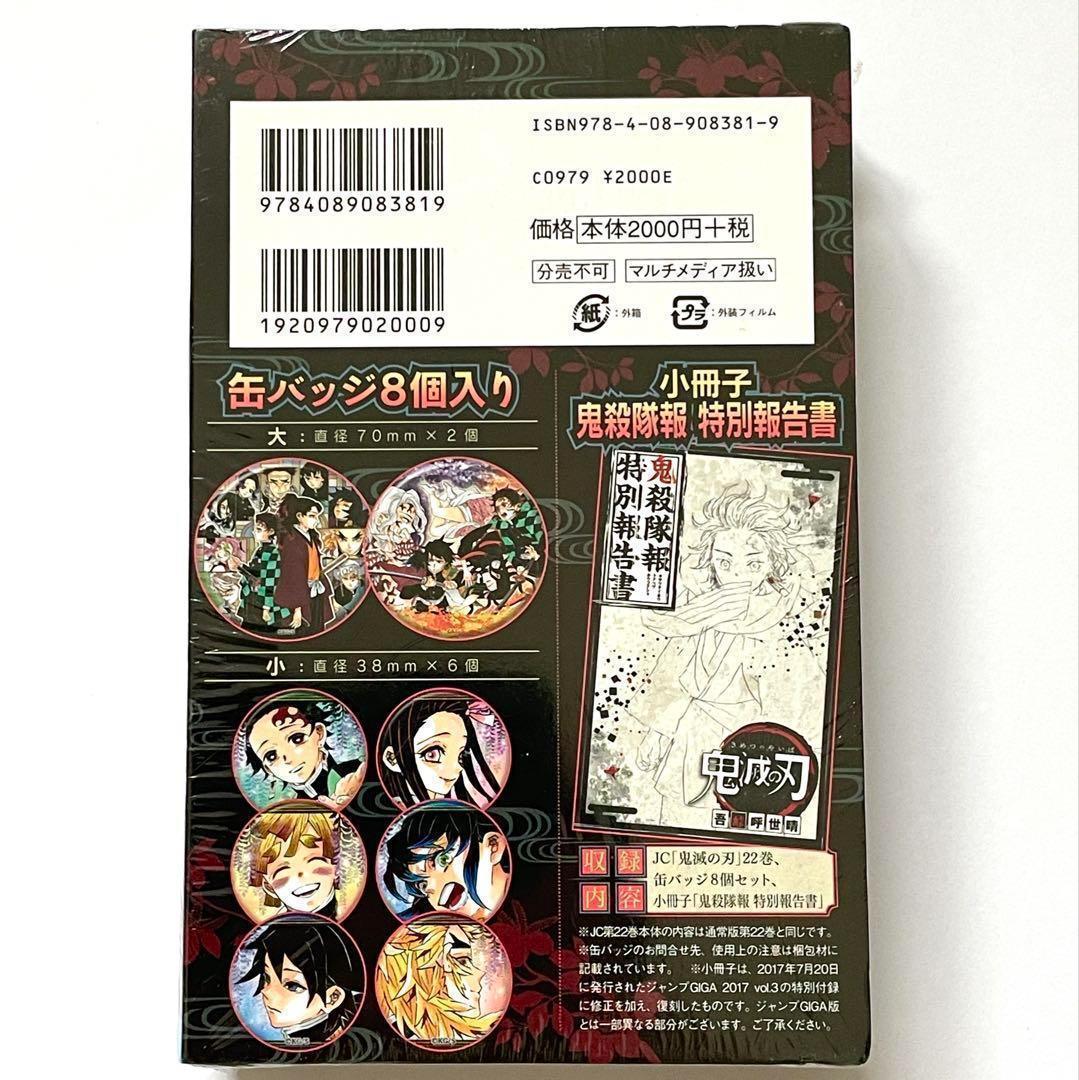 ISBN978-4-08-908381-9
9784089083819
C0979 ¥2000E
価格 本体2000円+税
分売不可 マルチメディア扱い
1920979020009
紙 :外箱 プラ :外装フィルム
缶バッジ8個入り
大 : 直径70mm×2個
小 : 直径38mm×6個
©KG/S
©KG/S
小冊子
鬼殺隊報 特別報告書
鬼殺隊報
特別報告書
きめつのやいば
鬼滅の刃
吾峠呼世晴
収録
内容
JC「鬼滅の刃」22巻、
缶バッジ8個セット、
小冊子「鬼殺隊報 特別報告書」
※JC第22巻本体の内容は通常版第22巻と同じです。
※缶バッジのお問合せ先、使用上の注意は梱包材に
記載されています。 ※小冊子は、2017年7月20日
に発行されたジャンプGIGA 2017 vol.3の特別付録
に修正を加え、復刻したものです。ジャンプGIGA版
とは一部異なる部分がございます。ご了承ください。